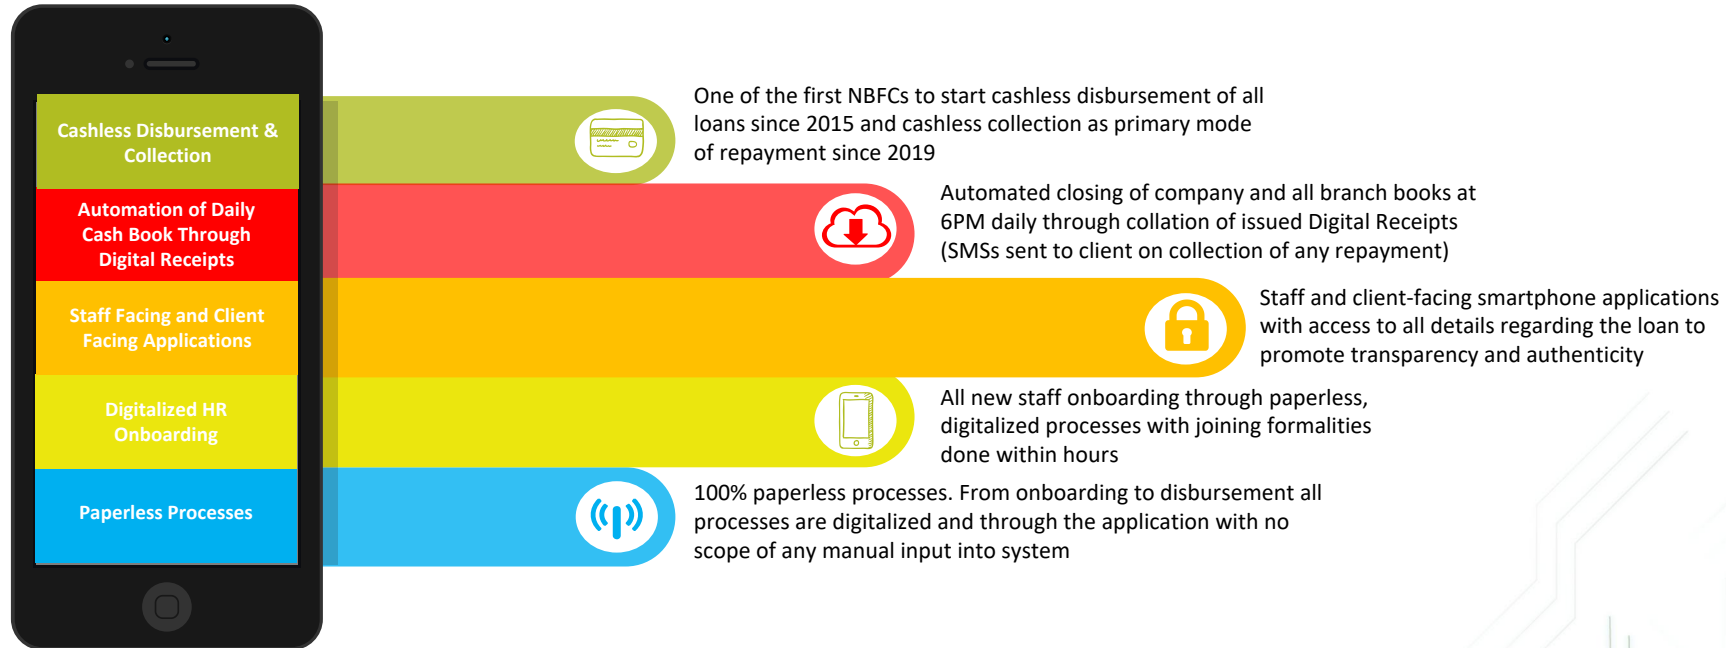 Cashless Disbursement &
Collection
One of the first NBFCs to start cashless disbursement of all
loans since 2015 and cashless collection as primary mode
of repayment since 2019
Automation of Daily
Cash Book Through
Digital Receipts
Automated closing of company and all branch books at
6PM daily through collation of issued Digital Receipts
(SMSs sent to client on collection of any repayment)
Staff Facing and Client
Facing Applications
Staff and client-facing smartphone applications
with access to all details regarding the loan to
promote transparency and authenticity
Digitalized HR
Onboarding
All new staff onboarding through paperless,
digitalized processes with joining formalities
done within hours
Paperless Processes
100% paperless processes. From onboarding to disbursement all
processes are digitalized and through the application with no
scope of any manual input into system